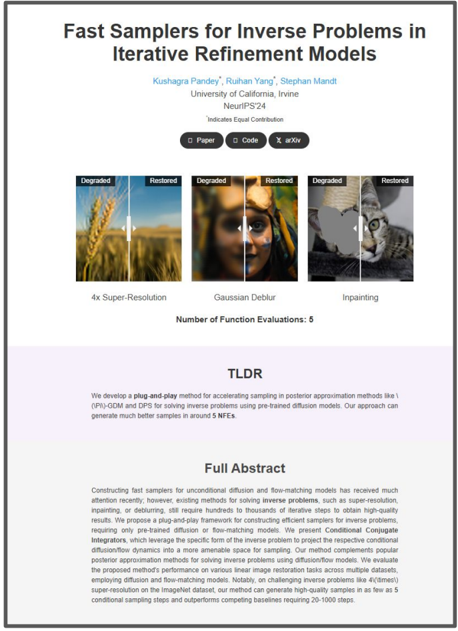 Fast Samplers for Inverse Problems in
Iterative Refinement Models
Kushagra Pandey*, Ruihan Yang*, Stephan Mandt
University of California, Irvine
NeurIPS'24
*Indicates Equal Contribution
Paper Code X arXiv
Degraded Restored Degraded Restored Degraded Restored
4x Super-Resolution Gaussian Deblur Inpainting
Number of Function Evaluations: 5
TLDR
We develop a plug-and-play method for accelerating sampling in posterior approximation methods like \
(\Pi\)-GDM and DPS for solving inverse problems using pre-trained diffusion models. Our approach can
generate much better samples in around 5 NFEs.
Full Abstract
Constructing fast samplers for unconditional diffusion and flow-matching models has received much
attention recently; however, existing methods for solving inverse problems, such as super-resolution,
inpainting, or deblurring, still require hundreds to thousands of iterative steps to obtain high-quality
results. We propose a plug-and-play framework for constructing efficient samplers for inverse problems,
requiring only pre-trained diffusion or flow-matching models. We present Conditional Conjugate
Integrators, which leverage the specific form of the inverse problem to project the respective conditional
diffusion/flow dynamics into a more amenable space for sampling. Our method complements popular
posterior approximation methods for solving inverse problems using diffusion/flow models. We evaluate
the proposed method's performance on various linear image restoration tasks across multiple datasets,
employing diffusion and flow-matching models. Notably, on challenging inverse problems like 4\(\times\)
super-resolution on the ImageNet dataset, our method can generate high-quality samples in as few as 5
conditional sampling steps and outperforms competing baselines requiring 20-1000 steps.